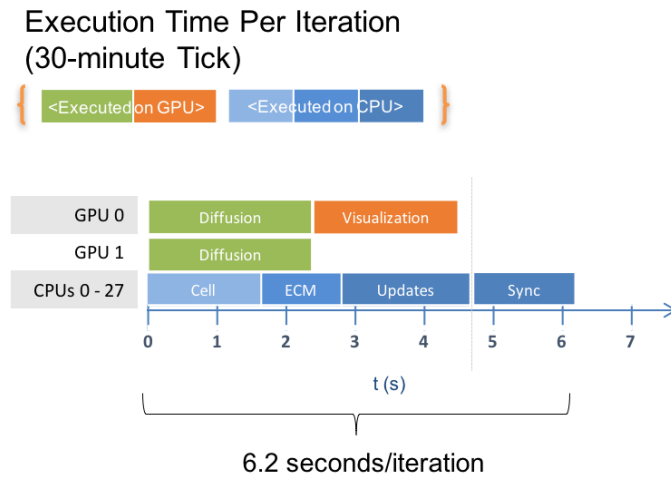 Execution Time Per Iteration
(30-minute Tick)
<Executed on GPU> <Executed on CPU>
GPU 0 Diffusion Visualization
GPU 1 Diffusion
CPUs 0 - 27 Cell ECM Updates Sync
0 1 2 3 4 5 6 7
t (s)
6.2 seconds/iteration